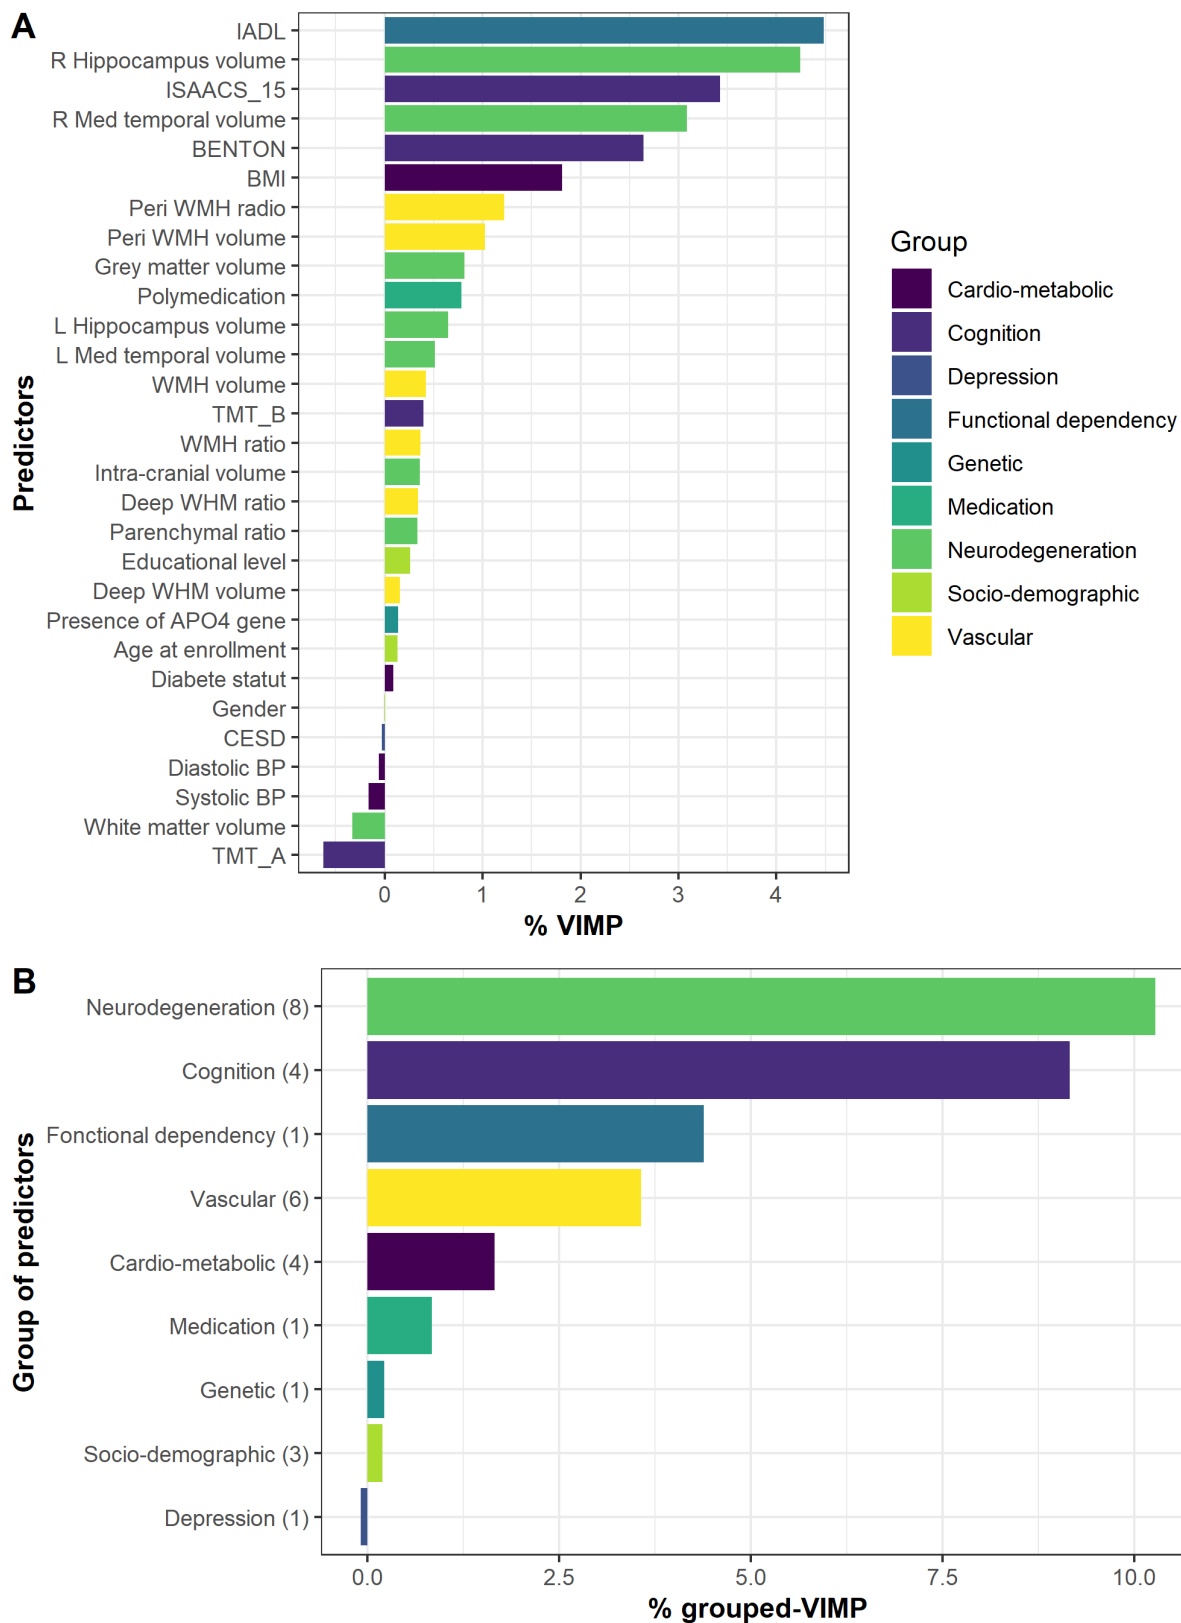 A
IADL
R Hippocampus volume
ISAACS_15
R Med temporal volume
BENTON
BMI
Peri WMH radio
Peri WMH volume
Grey matter volume
Polymedication
L Hippocampus volume
L Med temporal volume
WMH volume
TMT_B
WMH ratio
Intra-cranial volume
Deep WHM ratio
Parenchymal ratio
Educational level
Deep WHM volume
Presence of APO4 gene
Age at enrollment
Diabete statut
Gender
CESD
Diastolic BP
Systolic BP
White matter volume
TMT_A
Predictors
0 1 2 3 4
% VIMP
Group
Cardio-metabolic
Cognition
Depression
Functional dependency
Genetic
Medication
Neurodegeneration
Socio-demographic
Vascular
B
Neurodegeneration (8)
Cognition (4)
Fonctional dependency (1)
Vascular (6)
Cardio-metabolic (4)
Medication (1)
Genetic (1)
Socio-demographic (3)
Depression (1)
Group of predictors
0.0 2.5 5.0 7.5 10.0
% grouped-VIMP